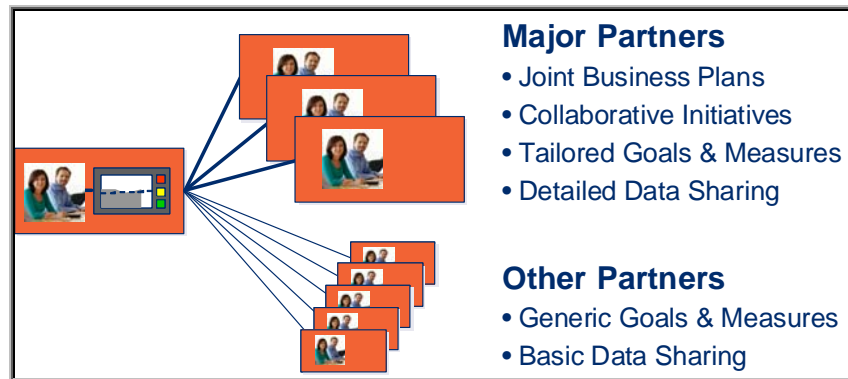 Major Partners
• Joint Business Plans
• Collaborative Initiatives
• Tailored Goals & Measures
• Detailed Data Sharing
Other Partners
• Generic Goals & Measures
• Basic Data Sharing